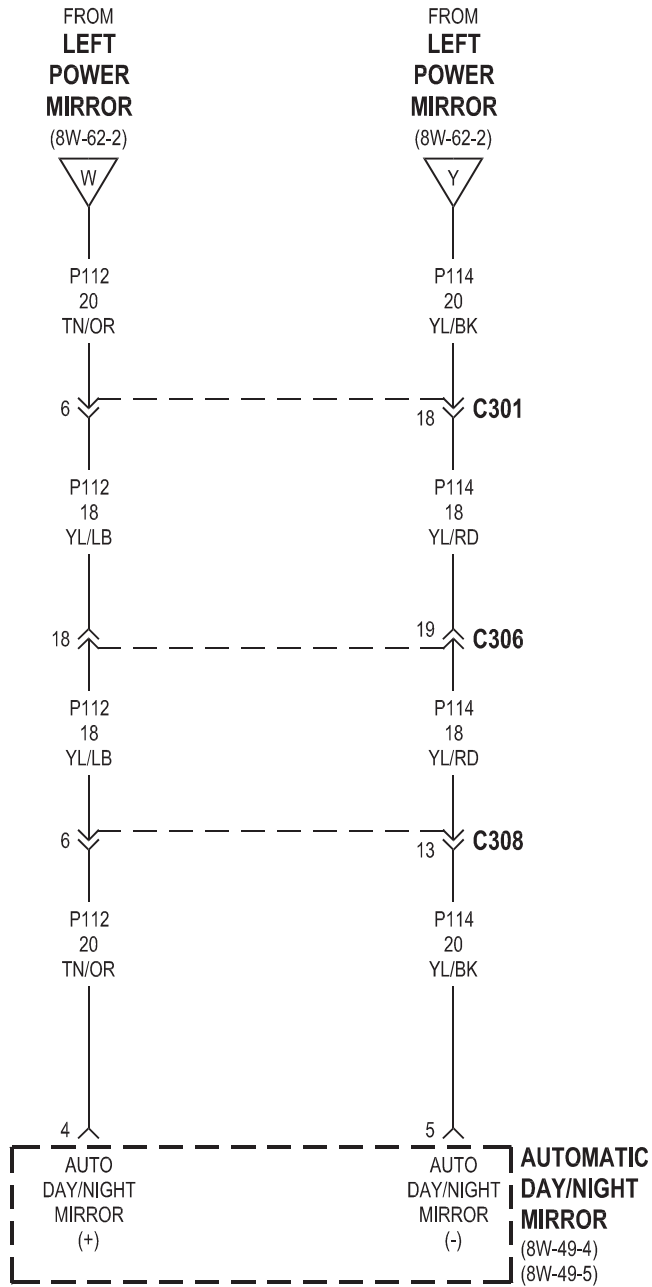 FROM
LEFT
POWER
MIRROR
(8W-62-2)
W
FROM
LEFT
POWER
MIRROR
(8W-62-2)
Y
P112
20
TN/OR
P114
20
YL/BK
6
18
C301
P112
18
YL/LB
P114
18
YL/RD
18
19
C306
P112
18
YL/LB
P114
18
YL/RD
6
13
C308
P112
20
TN/OR
P114
20
YL/BK
4
5
AUTO
DAY/NIGHT
MIRROR
(+)
AUTO
DAY/NIGHT
MIRROR
(-)
AUTOMATIC
DAY/NIGHT
MIRROR
(8W-49-4)
(8W-49-5)